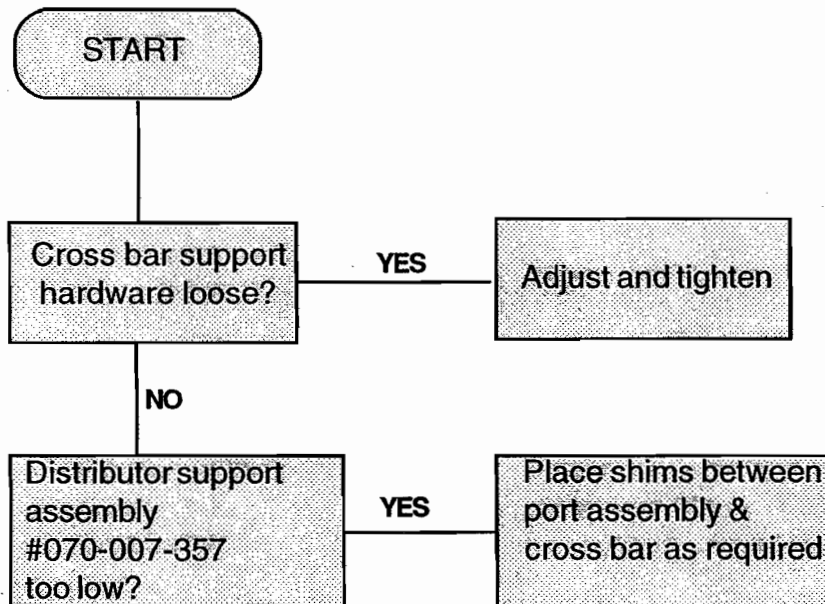 START
Cross bar support
hardware loose?
YES
Adjust and tighten
NO
Distributor support
assembly
#070-007-357
too low?
YES
Place shims between
port assembly &
cross bar as required